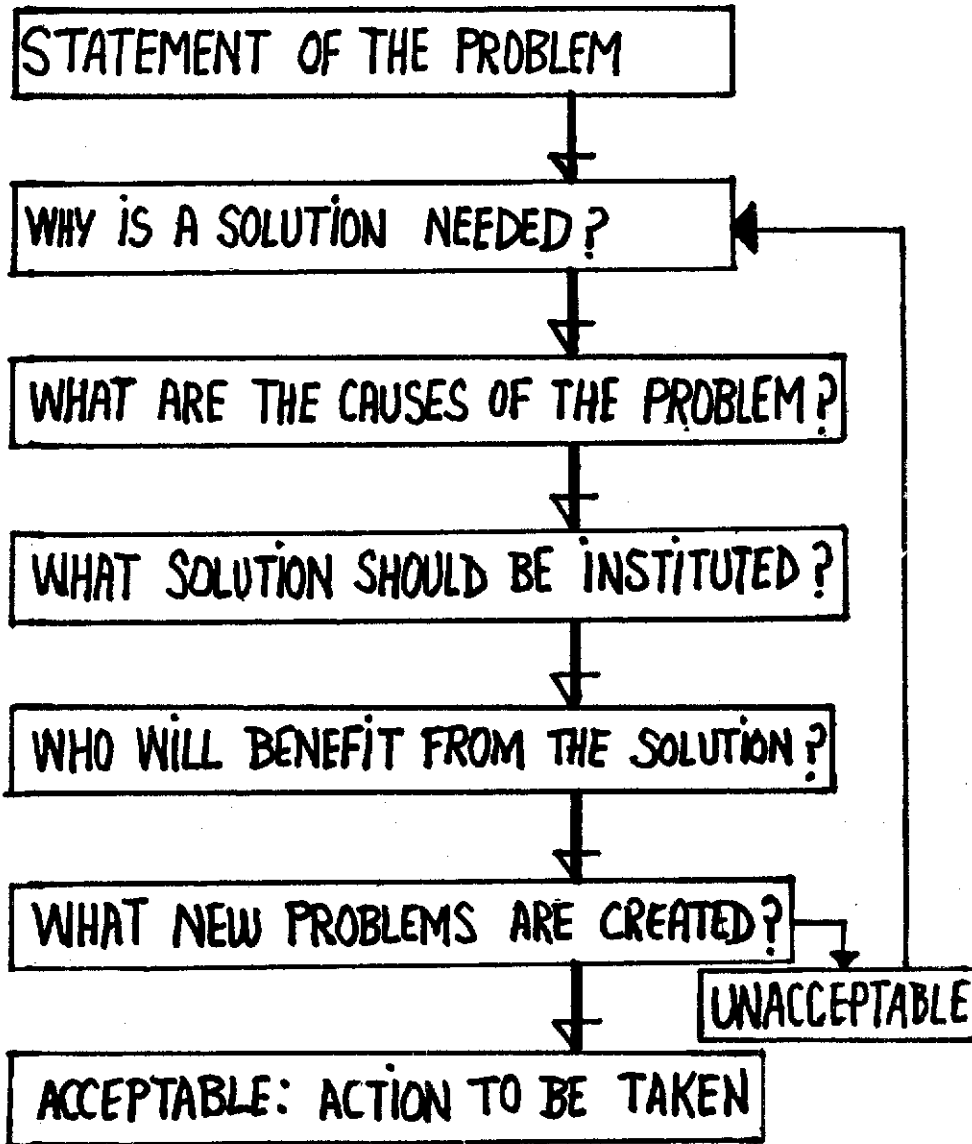 STATEMENT OF THE PROBLEM
WHY IS A SOLUTION NEEDED?
WHAT ARE THE CAUSES OF THE PROBLEM?
WHAT SOLUTION SHOULD BE INSTITUTED?
WHO WILL BENEFIT FROM THE SOLUTION?
WHAT NEW PROBLEMS ARE CREATED?
UNACCEPTABLE
ACCEPTABLE: ACTION TO BE TAKEN